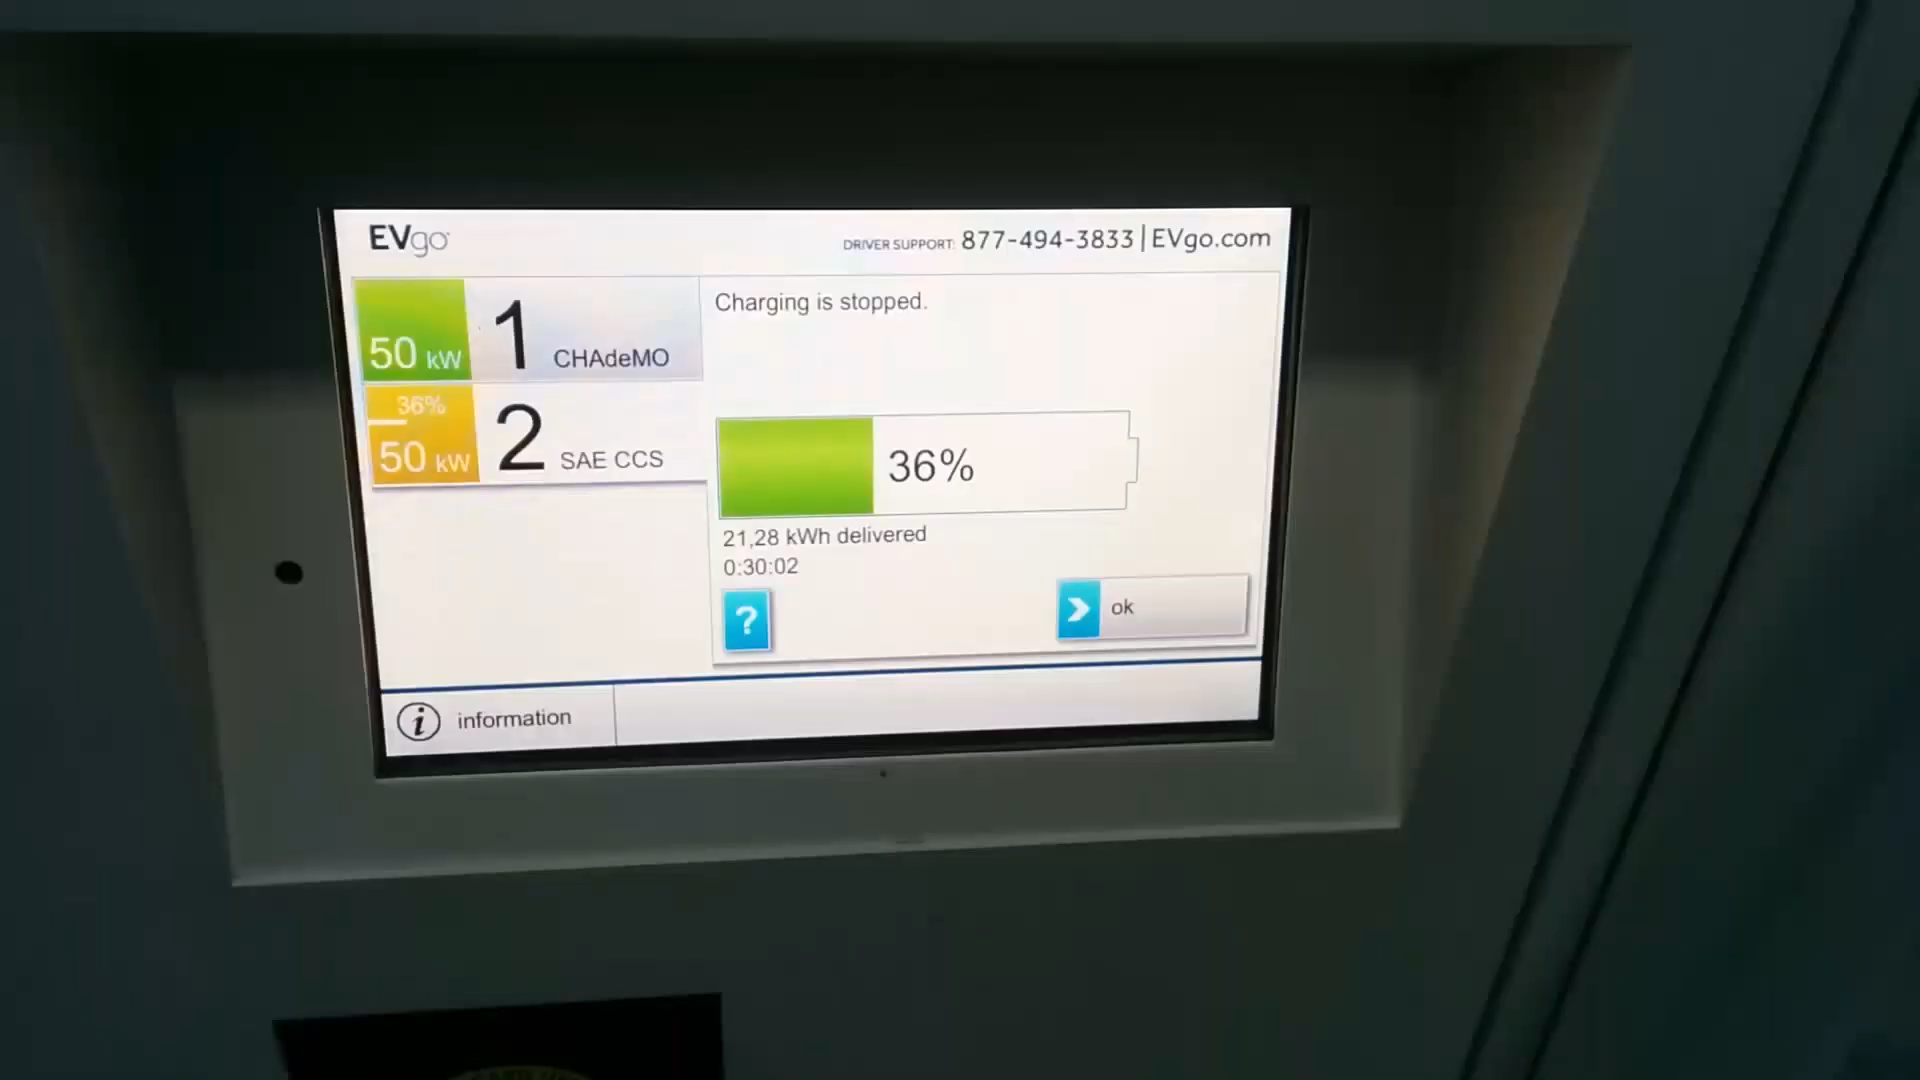 EVgo
DRIVER SUPPORT: 877-494-3833 | EVgo.com
50 kW 1 CHAdeMO
36%
50 kW 2 SAE CCS
Charging is stopped.
36%
21,28 kWh delivered
0:30:02
? ok
i information